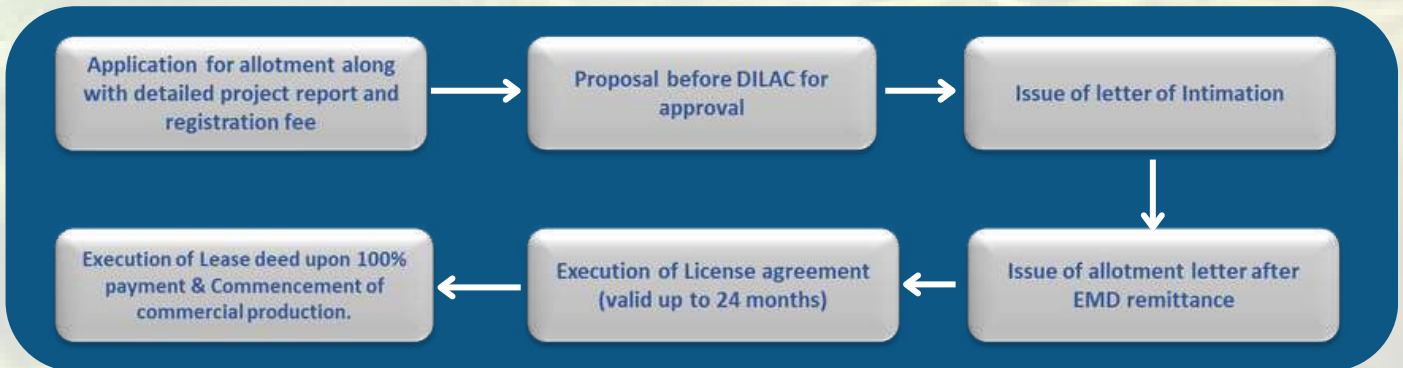 Application for allotment along
with detailed project report and
registration fee
Proposal before DILAC for
approval
Issue of letter of Intimation
Issue of allotment letter after
EMD remittance
Execution of License agreement
(valid up to 24 months)
Execution of Lease deed upon 100%
payment & Commencement of
commercial production.